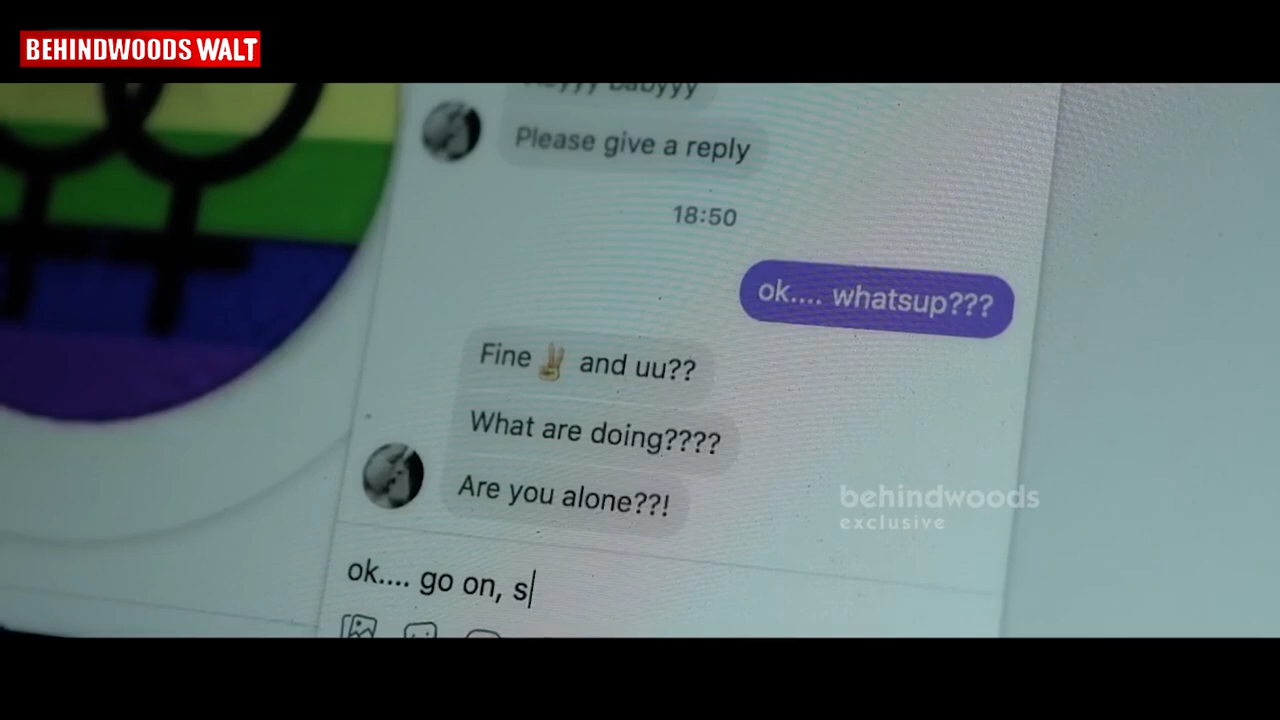 BEHINDWOODS WALT
Please give a reply
18:50
ok.... whatsup???
Fine ✌🏼 and uu??
What are doing????
Are you alone??!
behindwoods
exclusive
ok.... go on, s